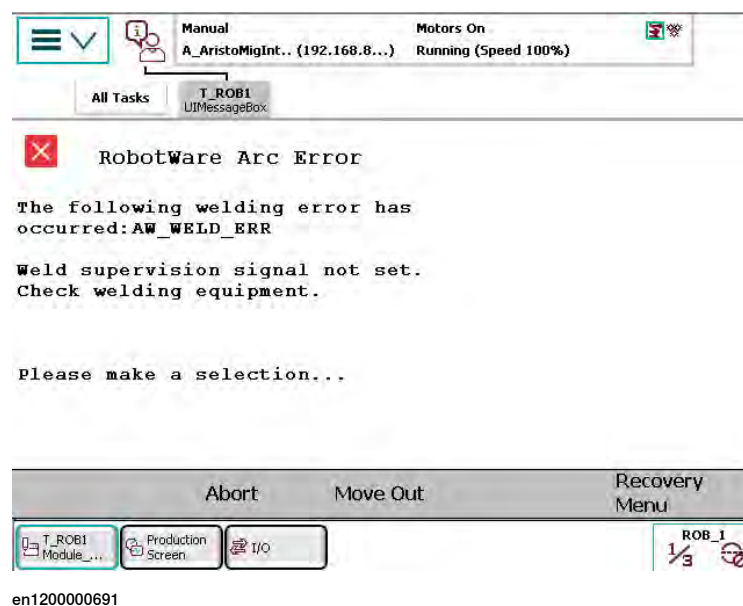 Manual
Motors On
A_AristoMigInt.. (192.168.8...)
Running (Speed 100%)
All Tasks
T_ROB1
UIMessageBox
RobotWare Arc Error
The following welding error has
occurred:AW_WELD_ERR
Weld supervision signal not set.
Check welding equipment.
Please make a selection...
Abort
Move Out
Recovery
Menu
T_ROB1
Module_...
Production
Screen
I/O
ROB_1
1/3
en1200000691